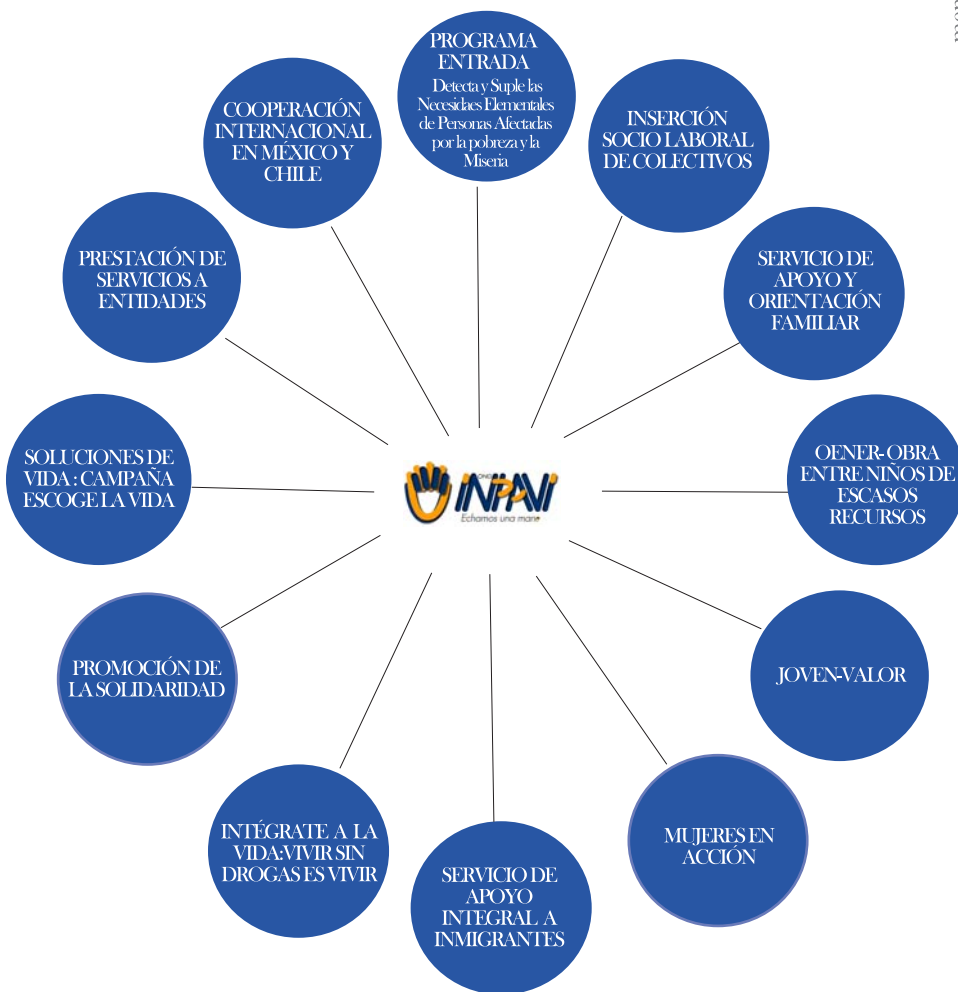 PROGRAMA
ENTRADA
Detecta y Suple las
Necesidaes Elementales
de Personas Afectadas
por la pobreza y la
Miseria
INSERCIÓN
SOCIO LABORAL
DE COLECTIVOS
SERVICIO DE
APOYO Y
ORIENTACIÓN
FAMILIAR
OENER- OBRA
ENTRE NIÑOS DE
ESCASOS
RECURSOS
JOVEN-VALOR
MUJERES EN
ACCIÓN
SERVICIO DE
APOYO
INTEGRAL A
INMIGRANTES
INTÉGRATE A LA
VIDA:VIVIR SIN
DROGAS ES VIVIR
PROMOCIÓN DE
LA SOLIDARIDAD
SOLUCIONES DE
VIDA : CAMPAÑA
ESCOGE LA VIDA
PRESTACIÓN DE
SERVICIOS A
ENTIDADES
COOPERACIÓN
INTERNACIONAL
EN MÉXICO Y
CHILE
INPAVI
Echamos una mano